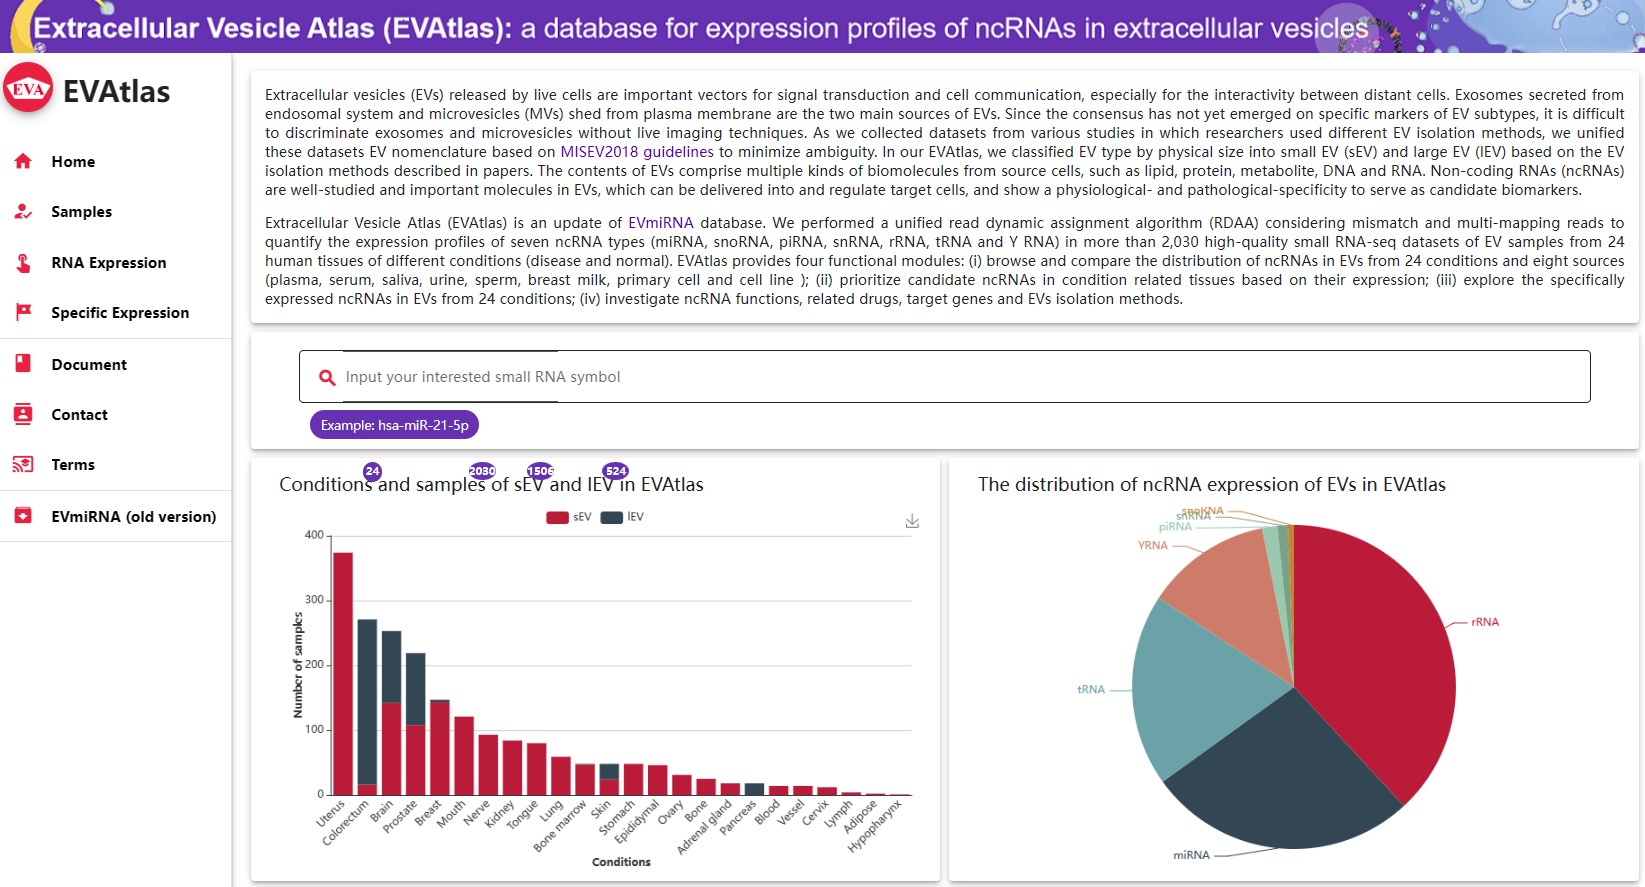 Extracellular Vesicle Atlas (EVAtlas): a database for expression profiles of ncRNAs in extracellular vesicles
EVA
EVAtlas
Home
Samples
RNA Expression
Specific Expression
Document
Contact
Terms
EVmiRNA (old version)
Extracellular vesicles (EVs) released by live cells are important vectors for signal transduction and cell communication, especially for the interactivity between distant cells. Exosomes secreted from
endosomal system and microvesicles (MVs) shed from plasma membrane are the two main sources of EVs. Since the consensus has not yet emerged on specific markers of EV subtypes, it is difficult
to discriminate exosomes and microvesicles without live imaging techniques. As we collected datasets from various studies in which researchers used different EV isolation methods, we unified
these datasets EV nomenclature based on MISEV2018 guidelines to minimize ambiguity. In our EVAtlas, we classified EV type by physical size into small EV (sEV) and large EV (lEV) based on the EV
isolation methods described in papers. The contents of EVs comprise multiple kinds of biomolecules from source cells, such as lipid, protein, metabolite, DNA and RNA. Non-coding RNAs (ncRNAs)
are well-studied and important molecules in EVs, which can be delivered into and regulate target cells, and show a physiological- and pathological-specificity to serve as candidate biomarkers.
Extracellular Vesicle Atlas (EVAtlas) is an update of EVmiRNA database. We performed a unified read dynamic assignment algorithm (RDAA) considering mismatch and multi-mapping reads to
quantify the expression profiles of seven ncRNA types (miRNA, snoRNA, piRNA, snRNA, rRNA, tRNA and Y RNA) in more than 2,030 high-quality small RNA-seq datasets of EV samples from 24
human tissues of different conditions (disease and normal). EVAtlas provides four functional modules: (i) browse and compare the distribution of ncRNAs in EVs from 24 conditions and eight sources
(plasma, serum, saliva, urine, sperm, breast milk, primary cell and cell line ); (ii) prioritize candidate ncRNAs in condition related tissues based on their expression; (iii) explore the specifically
expressed ncRNAs in EVs from 24 conditions; (iv) investigate ncRNA functions, related drugs, target genes and EVs isolation methods.
Input your interested small RNA symbol
Example: hsa-miR-21-5p
24 2030 1506 524
Conditions and samples of sEV and lEV in EVAtlas
sEV lEV
400
300
200
100
0
Number of samples
Uterus
Colorectum
Brain
Prostate
Breast
Mouth
Nerve
Kidney
Tongue
Lung
Bone marrow
Skin
Stomach
Epididymal
Ovary
Bone
Adrenal gland
Pancreas
Blood
Vessel
Cervix
Lymph
Adipose
Hypopharynx
Conditions
The distribution of ncRNA expression of EVs in EVAtlas
snoRNA
snRNA
piRNA
YRNA
rRNA
tRNA
miRNA